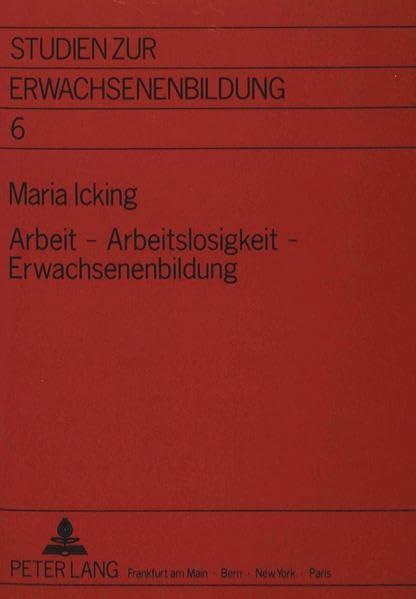 STUDIEN ZUR
ERWACHSENENBILDUNG
6
Maria Icking
Arbeit – Arbeitslosigkeit –
Erwachsenenbildung
PETER LANG Frankfurt am Main · Bern · New York · Paris